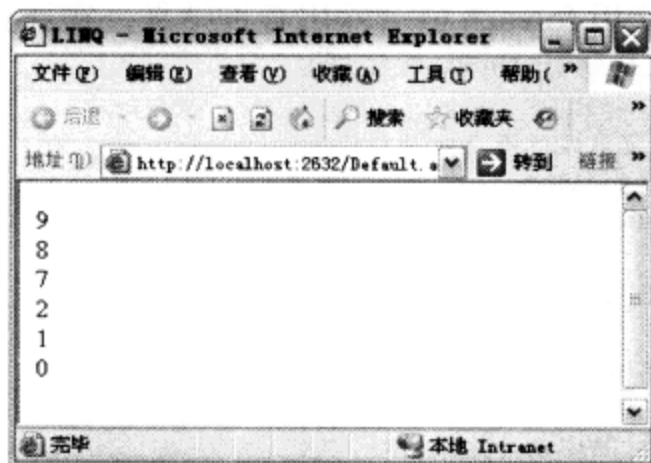 LINQ - Microsoft Internet Explorer
文件(F) 编辑(E) 查看(V) 收藏(A) 工具(T) 帮助( »
后退 搜索 收藏夹 »
地址(D) http://localhost:2632/Default.a 转到 链接 »
9
8
7
2
1
0
完毕 本地 Intranet